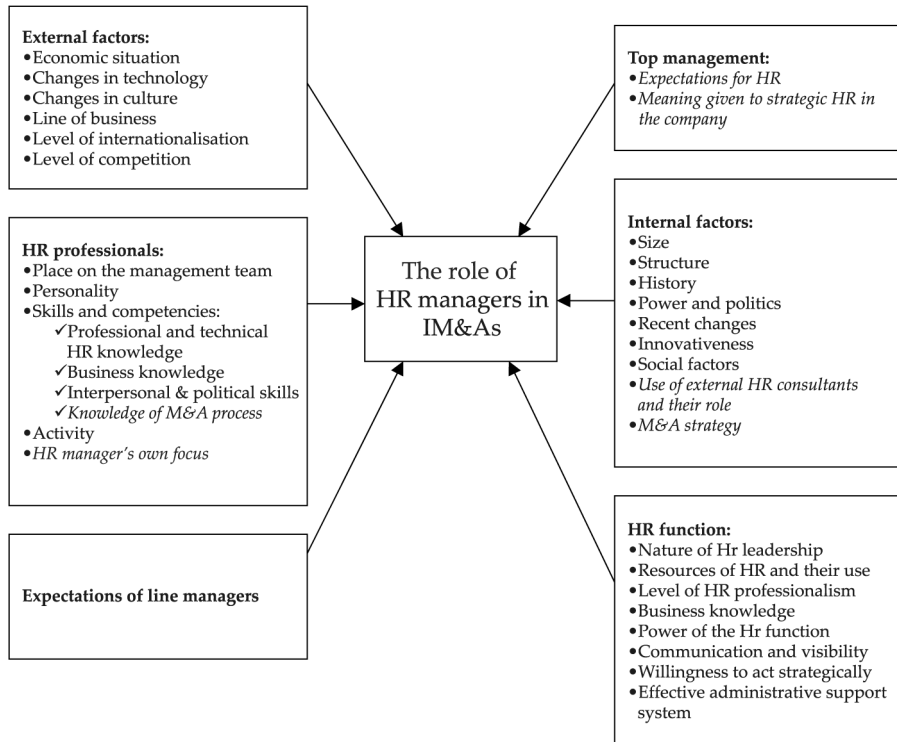 External factors:
•Economic situation
•Changes in technology
•Changes in culture
•Line of business
•Level of internationalisation
•Level of competition
HR professionals:
•Place on the management team
•Personality
•Skills and competencies:
✓Professional and technical
HR knowledge
✓Business knowledge
✓Interpersonal & political skills
✓Knowledge of M&A process
•Activity
•HR manager's own focus
Expectations of line managers
The role of
HR managers in
IM&As
Top management:
•Expectations for HR
•Meaning given to strategic HR in
the company
Internal factors:
•Size
•Structure
•History
•Power and politics
•Recent changes
•Innovativeness
•Social factors
•Use of external HR consultants
and their role
•M&A strategy
HR function:
•Nature of Hr leadership
•Resources of HR and their use
•Level of HR professionalism
•Business knowledge
•Power of the Hr function
•Communication and visibility
•Willingness to act strategically
•Effective administrative support
system